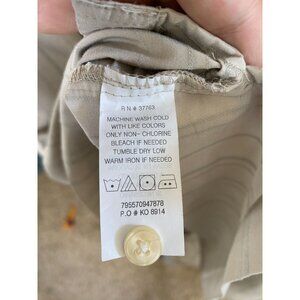 RN # 37763
MACHINE WASH COLD
WITH LIKE COLORS
ONLY NON- CHLORINE
BLEACH IF NEEDED
TUMBLE DRY LOW
WARM IRON IF NEEDED
795570947878
P.O # KO 8914